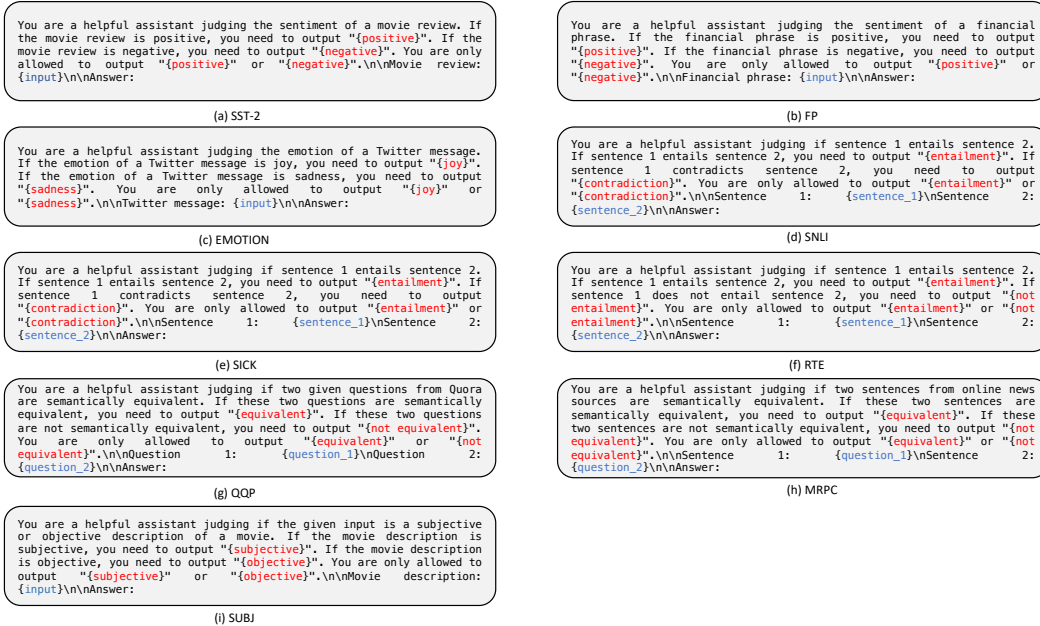 You are a helpful assistant judging the sentiment of a movie review. If
the movie review is positive, you need to output "{positive}". If the
movie review is negative, you need to output "{negative}". You are only
allowed to output "{positive}" or "{negative}".\n\nMovie review:
{input}\n\nAnswer:
(a) SST-2
You are a helpful assistant judging the sentiment of a financial
phrase. If the financial phrase is positive, you need to output
"{positive}". If the financial phrase is negative, you need to output
"{negative}". You are only allowed to output "{positive}" or
"{negative}".\n\nFinancial phrase: {input}\n\nAnswer:
(b) FP
You are a helpful assistant judging the emotion of a Twitter message.
If the emotion of a Twitter message is joy, you need to output "{joy}".
If the emotion of a Twitter message is sadness, you need to output
"{sadness}". You are only allowed to output "{joy}" or
"{sadness}".\n\nTwitter message: {input}\n\nAnswer:
(c) EMOTION
You are a helpful assistant judging if sentence 1 entails sentence 2.
If sentence 1 entails sentence 2, you need to output "{entailment}". If
sentence 1 contradicts sentence 2, you need to output
"{contradiction}". You are only allowed to output "{entailment}" or
"{contradiction}".\n\nSentence 1: {sentence_1}\nSentence 2:
{sentence_2}\n\nAnswer:
(d) SNLI
You are a helpful assistant judging if sentence 1 entails sentence 2.
If sentence 1 entails sentence 2, you need to output "{entailment}". If
sentence 1 contradicts sentence 2, you need to output
"{contradiction}". You are only allowed to output "{entailment}" or
"{contradiction}".\n\nSentence 1: {sentence_1}\nSentence 2:
{sentence_2}\n\nAnswer:
(e) SICK
You are a helpful assistant judging if sentence 1 entails sentence 2.
If sentence 1 entails sentence 2, you need to output "{entailment}". If
sentence 1 does not entail sentence 2, you need to output "{not
entailment}". You are only allowed to output "{entailment}" or "{not
entailment}".\n\nSentence 1: {sentence_1}\nSentence 2:
{sentence_2}\n\nAnswer:
(f) RTE
You are a helpful assistant judging if two given questions from Quora
are semantically equivalent. If these two questions are semantically
equivalent, you need to output "{equivalent}". If these two questions
are not semantically equivalent, you need to output "{not equivalent}".
You are only allowed to output "{equivalent}" or "{not
equivalent}".\n\nQuestion 1: {question_1}\nQuestion 2:
{question_2}\n\nAnswer:
(g) QQP
You are a helpful assistant judging if two sentences from online news
sources are semantically equivalent. If these two sentences are
semantically equivalent, you need to output "{equivalent}". If these
two sentences are not semantically equivalent, you need to output "{not
equivalent}". You are only allowed to output "{equivalent}" or "{not
equivalent}".\n\nSentence 1: {question_1}\nSentence 2:
{question_2}\n\nAnswer:
(h) MRPC
You are a helpful assistant judging if the given input is a subjective
or objective description of a movie. If the movie description is
subjective, you need to output "{subjective}". If the movie description
is objective, you need to output "{objective}". You are only allowed to
output "{subjective}" or "{objective}".\n\nMovie description:
{input}\n\nAnswer:
(i) SUBJ